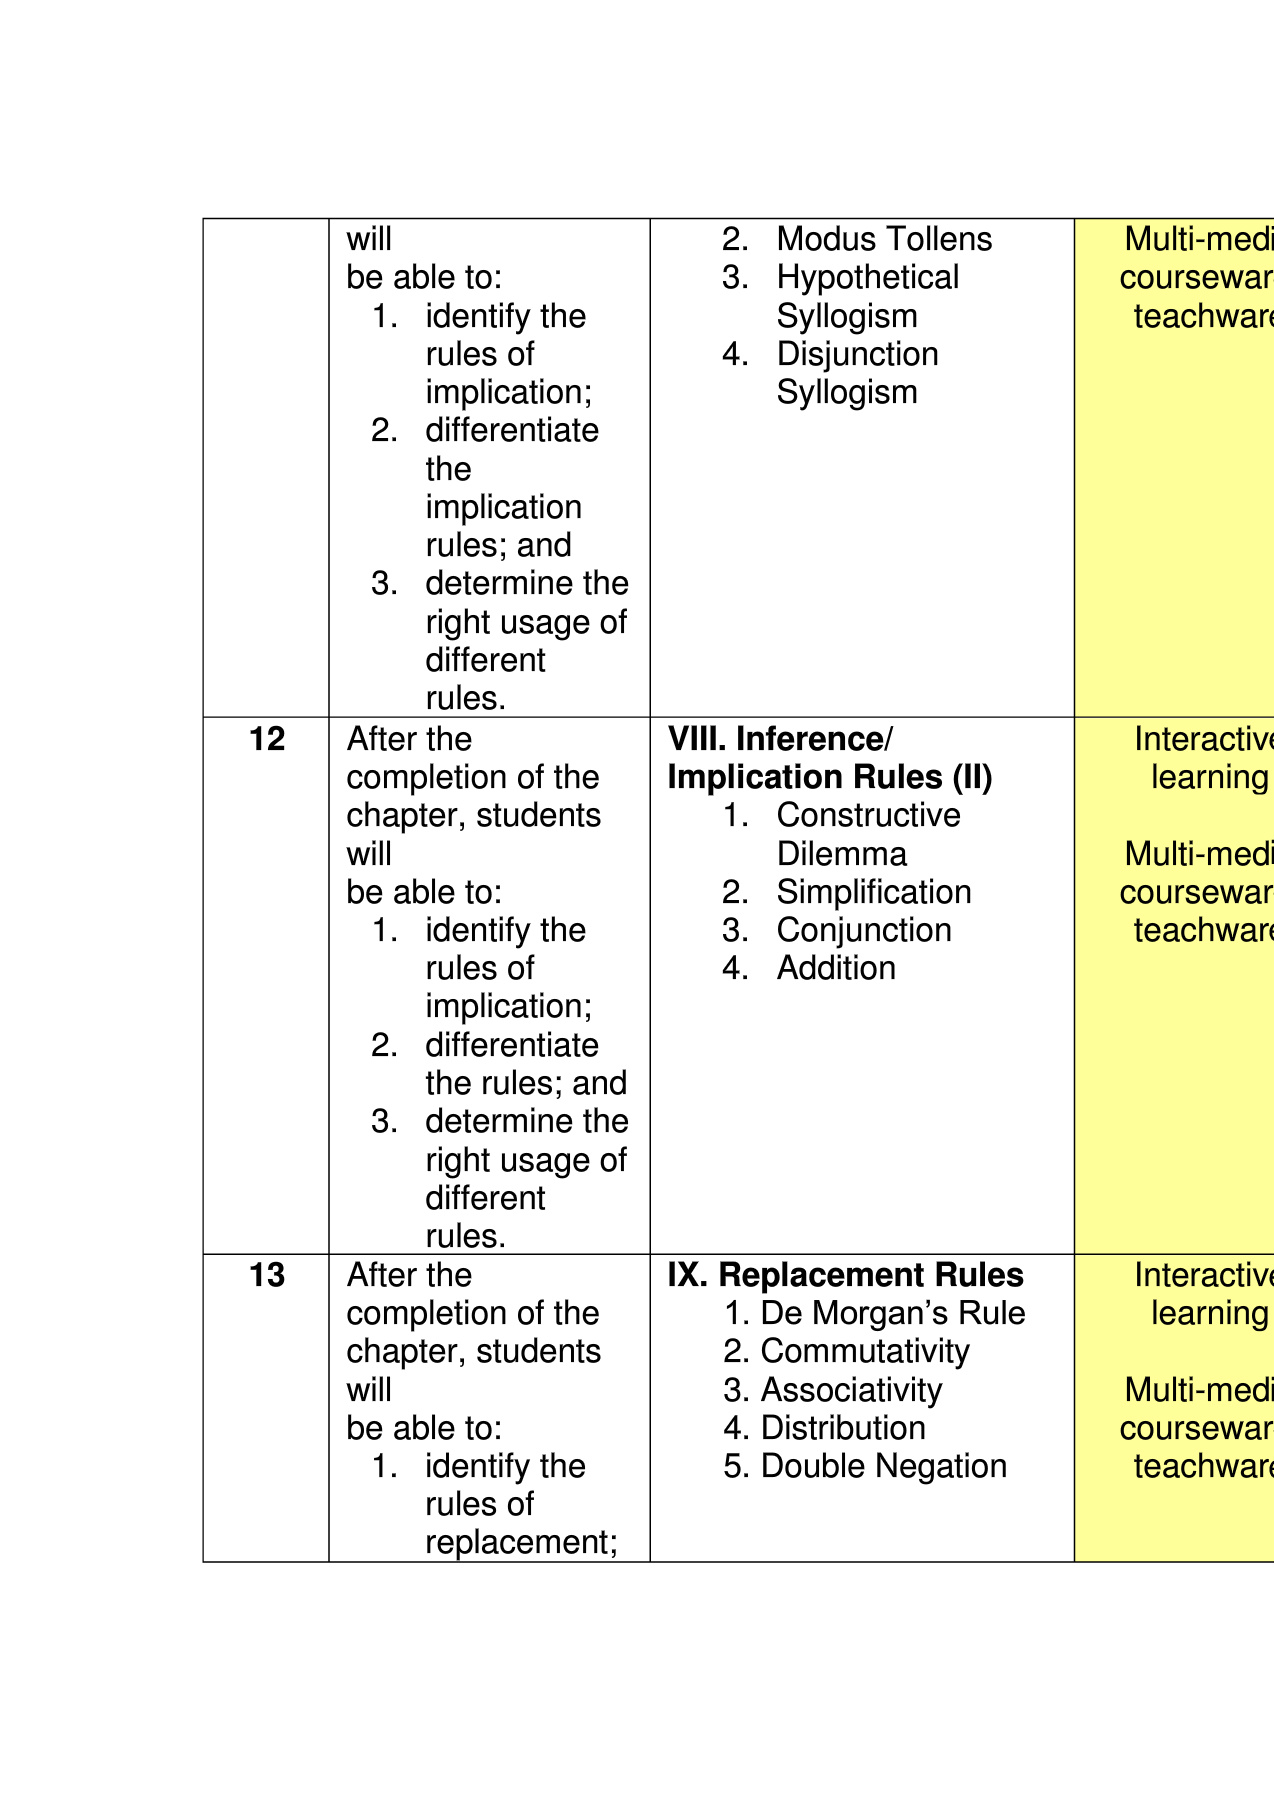 will
be able to:
1. identify the
rules of
implication;
2. differentiate
the
implication
rules; and
3. determine the
right usage of
different
rules.
2. Modus Tollens
3. Hypothetical
Syllogism
4. Disjunction
Syllogism
Multi-medi
coursewar
teachware
12
After the
completion of the
chapter, students
will
be able to:
1. identify the
rules of
implication;
2. differentiate
the rules; and
3. determine the
right usage of
different
rules.
VIII. Inference/
Implication Rules (II)
1. Constructive
Dilemma
2. Simplification
3. Conjunction
4. Addition
Interactive
learning
Multi-medi
coursewar
teachware
13
After the
completion of the
chapter, students
will
be able to:
1. identify the
rules of
replacement;
IX. Replacement Rules
1. De Morgan’s Rule
2. Commutativity
3. Associativity
4. Distribution
5. Double Negation
Interactive
learning
Multi-medi
coursewar
teachware